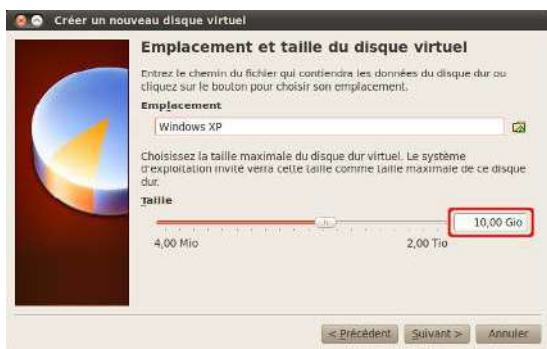 Créer un nouveau disque virtuel
Emplacement et taille du disque virtuel
Entrez le chemin du fichier qui contiendra les données du disque dur ou
cliquez sur le bouton pour choisir son emplacement.
Emplacement
Windows XP
Choisissez la taille maximale du disque dur virtuel. Le système
d'exploitation invité verra cette taille comme taille maximale de ce disque
dur.
Taille
10,00 Gio
4,00 Mio 2,00 Tio
< Précédent Suivant > Annuler